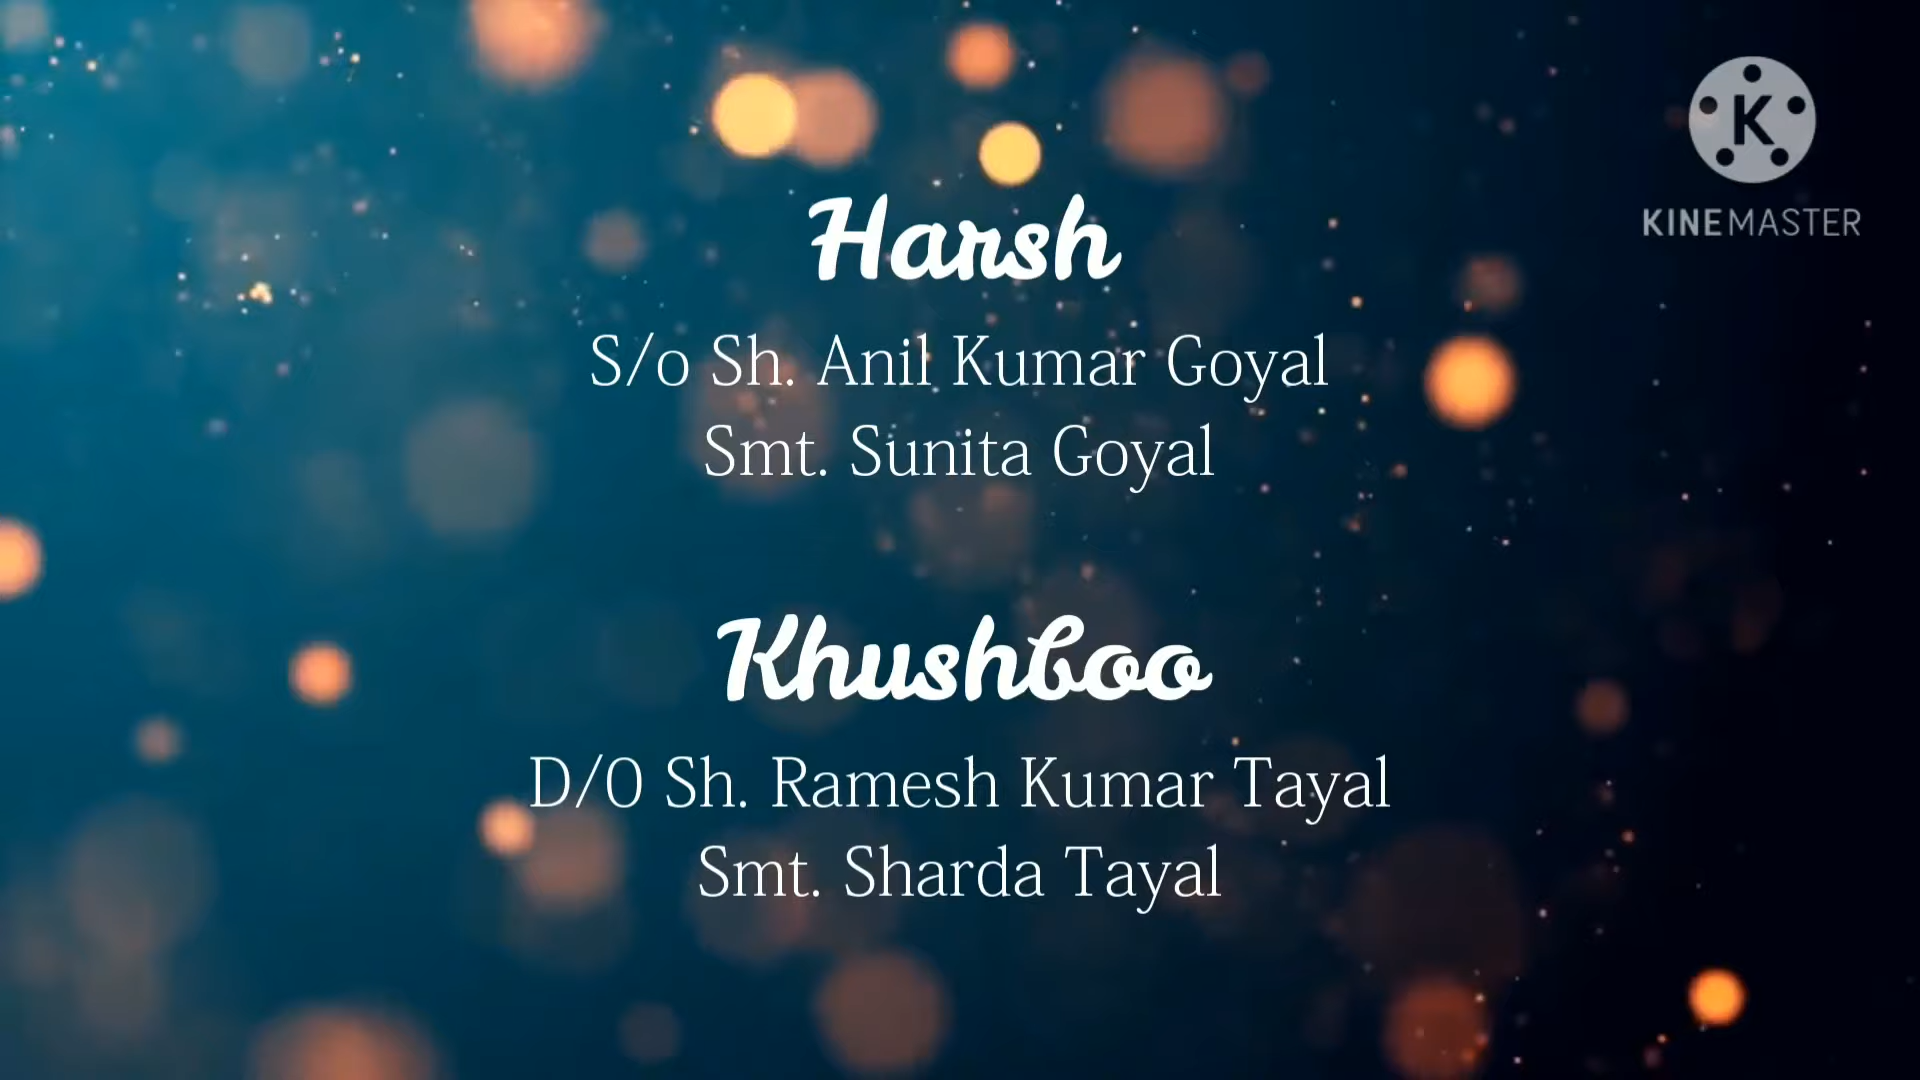 K
KINEMASTER
Harsh
S/o Sh. Anil Kumar Goyal
Smt. Sunita Goyal
Khushboo
D/O Sh. Ramesh Kumar Tayal
Smt. Sharda Tayal